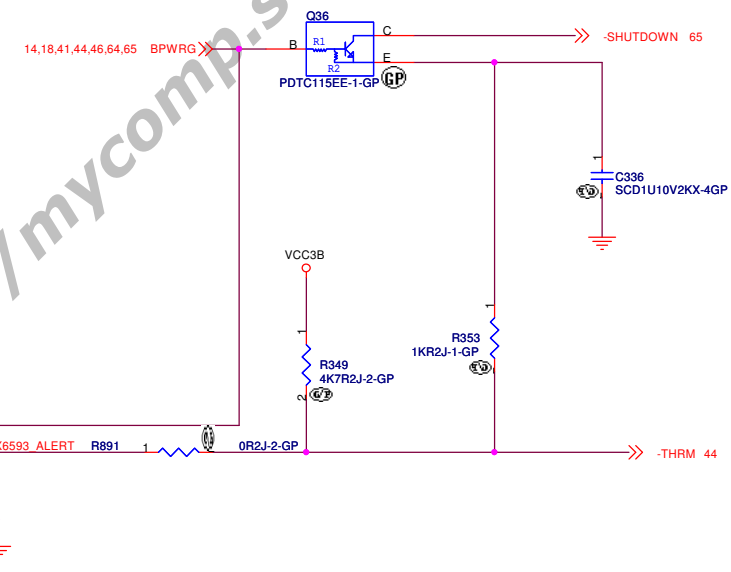 Q36
C
-SHUTDOWN 65
14,18,41,44,46,64,65 BPWRG
B
R1
E
R2
PDTC115EE-1-GP
GP
1
C336
SCD1U10V2KX-4GP
/mycomp.s
VCC3B
1
1
R353
1KR2J-1-GP
R349
4K7R2J-2-GP
2
G/P
6593_ALERT R891 1 0R2J-2-GP
-THRM 44